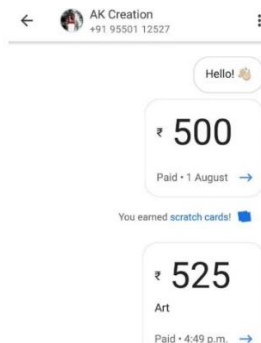 AK Creation
+91 95501 12527
Hello! 👋🏼
₹ 500
Paid • 1 August →
You earned scratch cards!
₹ 525
Art
Paid • 4:49 p.m. →